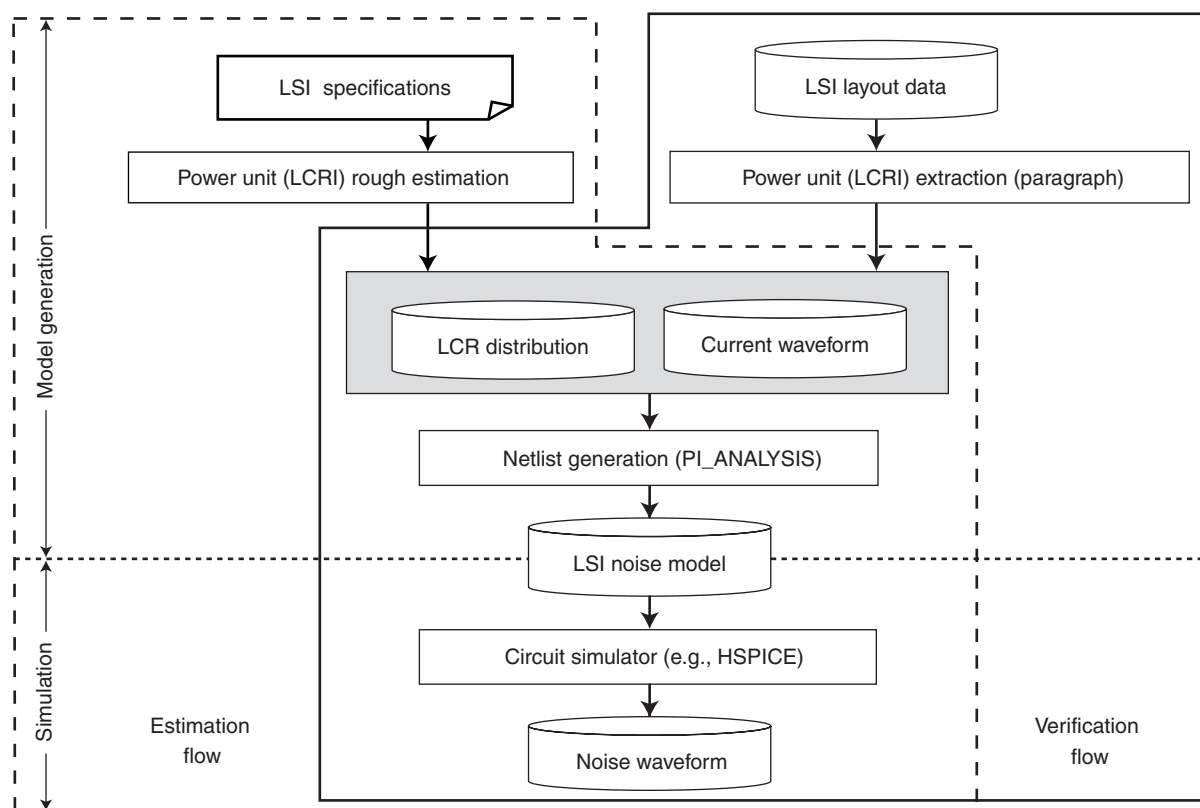 LSI specifications
LSI layout data
Power unit (LCRI) rough estimation
Power unit (LCRI) extraction (paragraph)
Model generation
LCR distribution
Current waveform
Netlist generation (PI_ANALYSIS)
LSI noise model
Simulation
Circuit simulator (e.g., HSPICE)
Estimation
flow
Noise waveform
Verification
flow